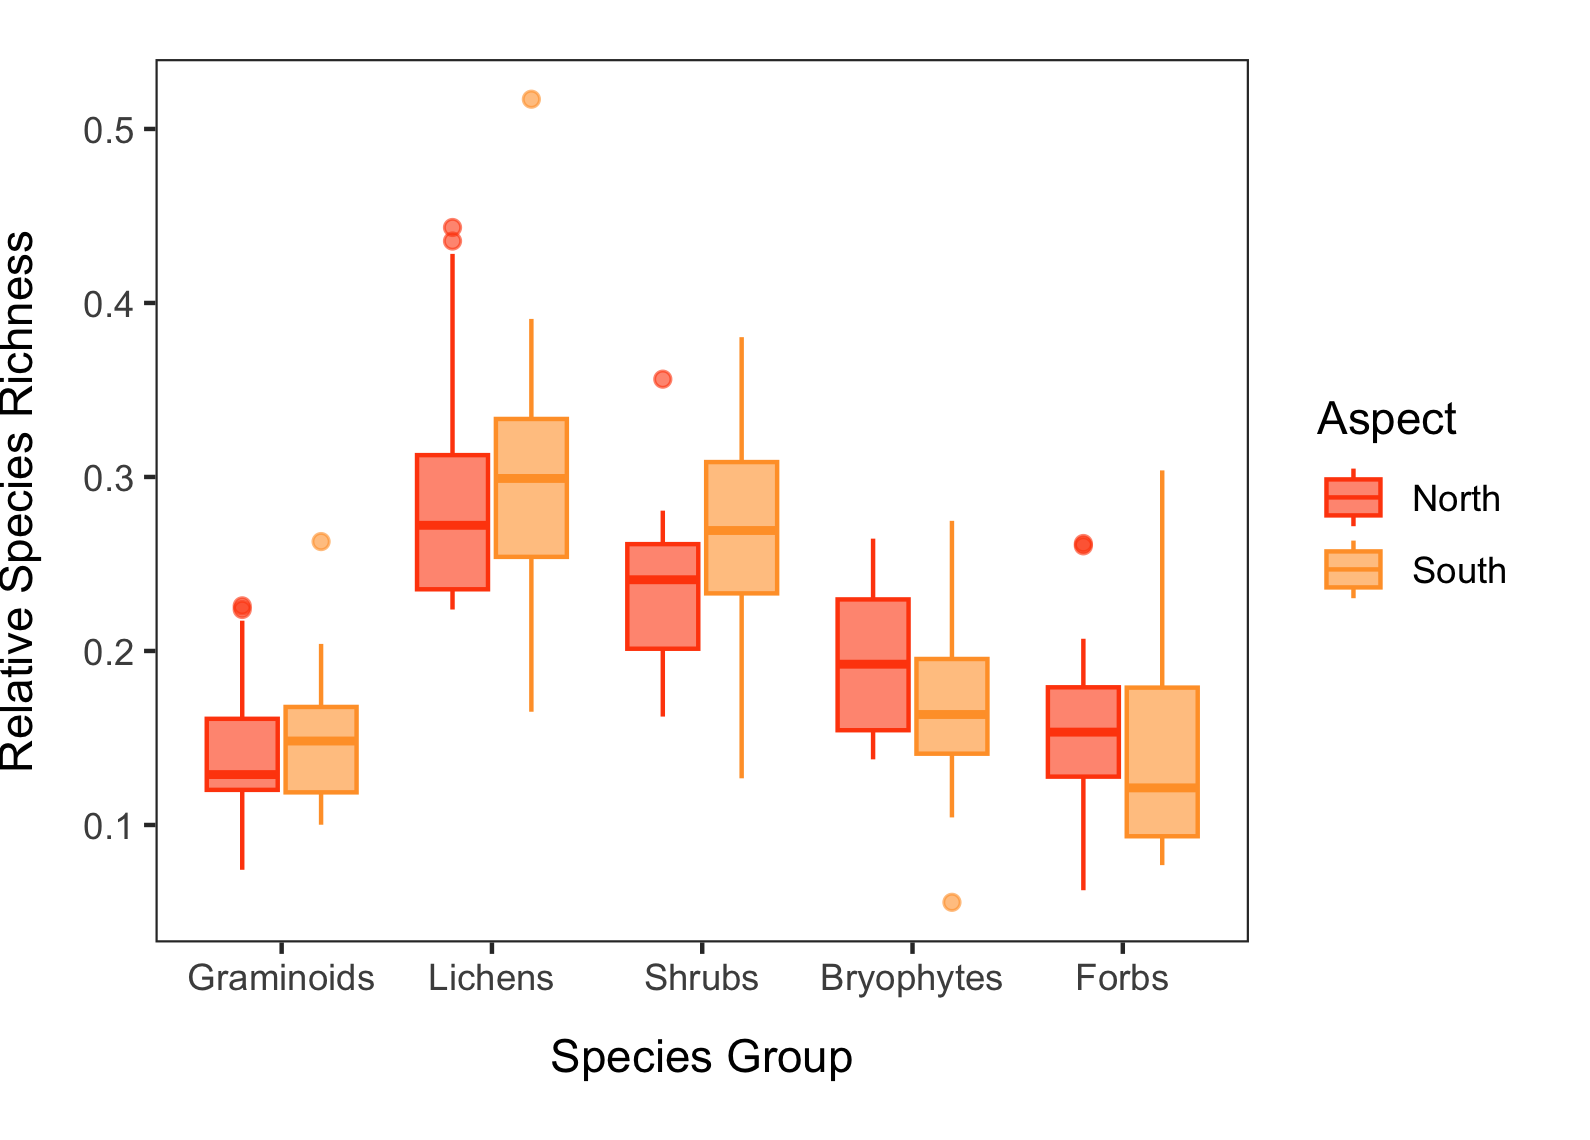 Relative Species Richness
0.5
0.4
0.3
0.2
0.1
Graminoids Lichens Shrubs Bryophytes Forbs
Species Group
Aspect
North
South